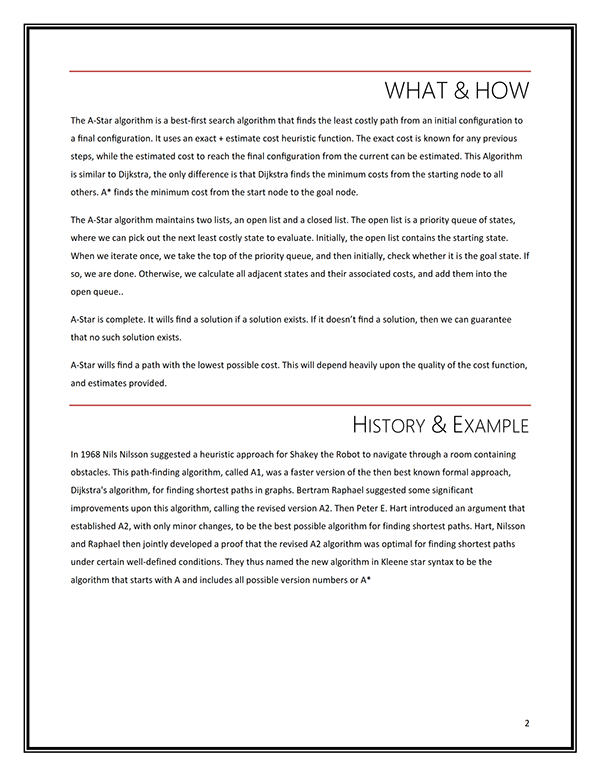 WHAT & HOW
The A-Star algorithm is a best-first search algorithm that finds the least costly path from an initial configuration to
a final configuration. It uses an exact + estimate cost heuristic function. The exact cost is known for any previous
steps, while the estimated cost to reach the final configuration from the current can be estimated. This Algorithm
is similar to Dijkstra, the only difference is that Dijkstra finds the minimum costs from the starting node to all
others. A* finds the minimum cost from the start node to the goal node.
The A-Star algorithm maintains two lists, an open list and a closed list. The open list is a priority queue of states,
where we can pick out the next least costly state to evaluate. Initially, the open list contains the starting state.
When we iterate once, we take the top of the priority queue, and then initially, check whether it is the goal state. If
so, we are done. Otherwise, we calculate all adjacent states and their associated costs, and add them into the
open queue..
A-Star is complete. It wills find a solution if a solution exists. If it doesn’t find a solution, then we can guarantee
that no such solution exists.
A-Star wills find a path with the lowest possible cost. This will depend heavily upon the quality of the cost function,
and estimates provided.
HISTORY & EXAMPLE
In 1968 Nils Nilsson suggested a heuristic approach for Shakey the Robot to navigate through a room containing
obstacles. This path-finding algorithm, called A1, was a faster version of the then best known formal approach,
Dijkstra's algorithm, for finding shortest paths in graphs. Bertram Raphael suggested some significant
improvements upon this algorithm, calling the revised version A2. Then Peter E. Hart introduced an argument that
established A2, with only minor changes, to be the best possible algorithm for finding shortest paths. Hart, Nilsson
and Raphael then jointly developed a proof that the revised A2 algorithm was optimal for finding shortest paths
under certain well-defined conditions. They thus named the new algorithm in Kleene star syntax to be the
algorithm that starts with A and includes all possible version numbers or A*
2